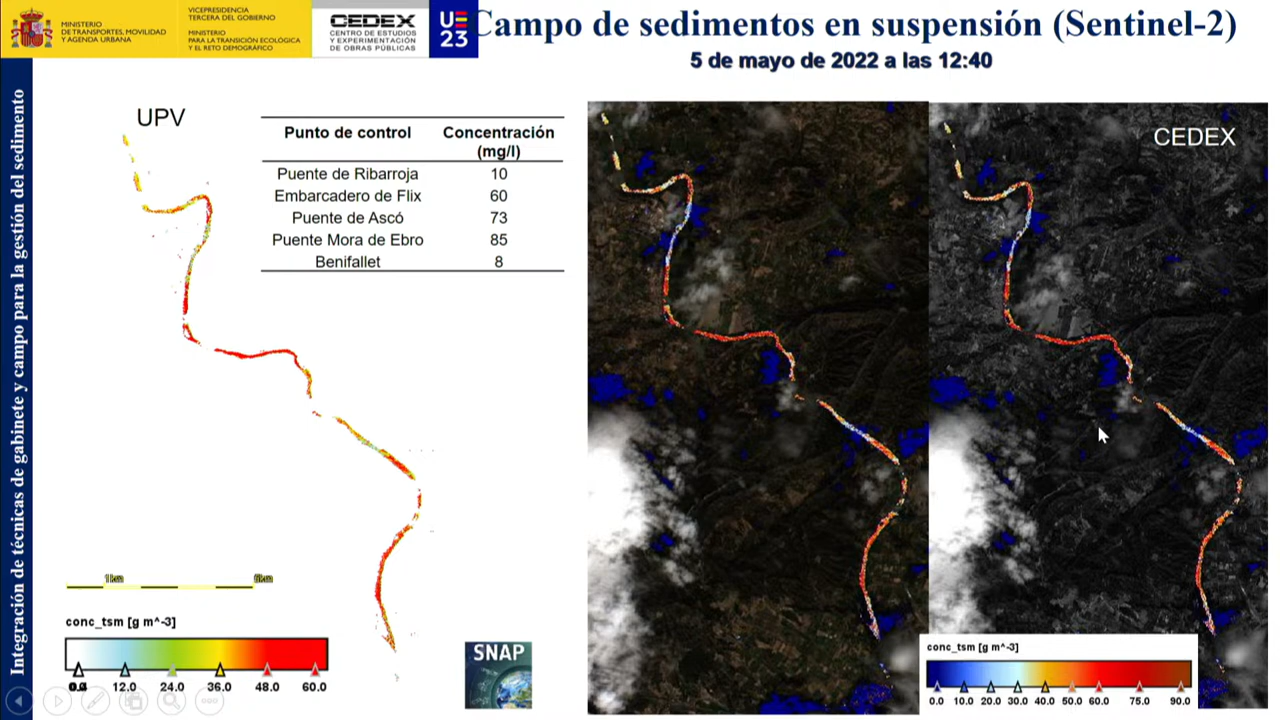 MINISTERIO
DE TRANSPORTES, MOVILIDAD
Y AGENDA URBANA
VICEPRESIDENCIA
TERCERA DEL GOBIERNO
MINISTERIO
PARA LA TRANSICIÓN ECOLÓGICA
Y EL RETO DEMOGRÁFICO
CEDEX
CENTRO DE ESTUDIOS
Y EXPERIMENTACIÓN
DE OBRAS PÚBLICAS
UE
23
Campo de sedimentos en suspensión (Sentinel-2)
5 de mayo de 2022 a las 12:40
Integración de técnicas de gabinete y campo para la gestión del sedimento
UPV
Punto de control Concentración
(mg/l)
Puente de Ribarroja 10
Embarcadero de Flix 60
Puente de Ascó 73
Puente Mora de Ebro 85
Benifallet 8
CEDEX
1km 6km
conc_tsm [g m^-3]
12.0 24.0 36.0 48.0 60.0
SNAP
conc_tsm [g m^-3]
0.0 10.0 20.0 30.0 40.0 50.0 60.0 75.0 90.0